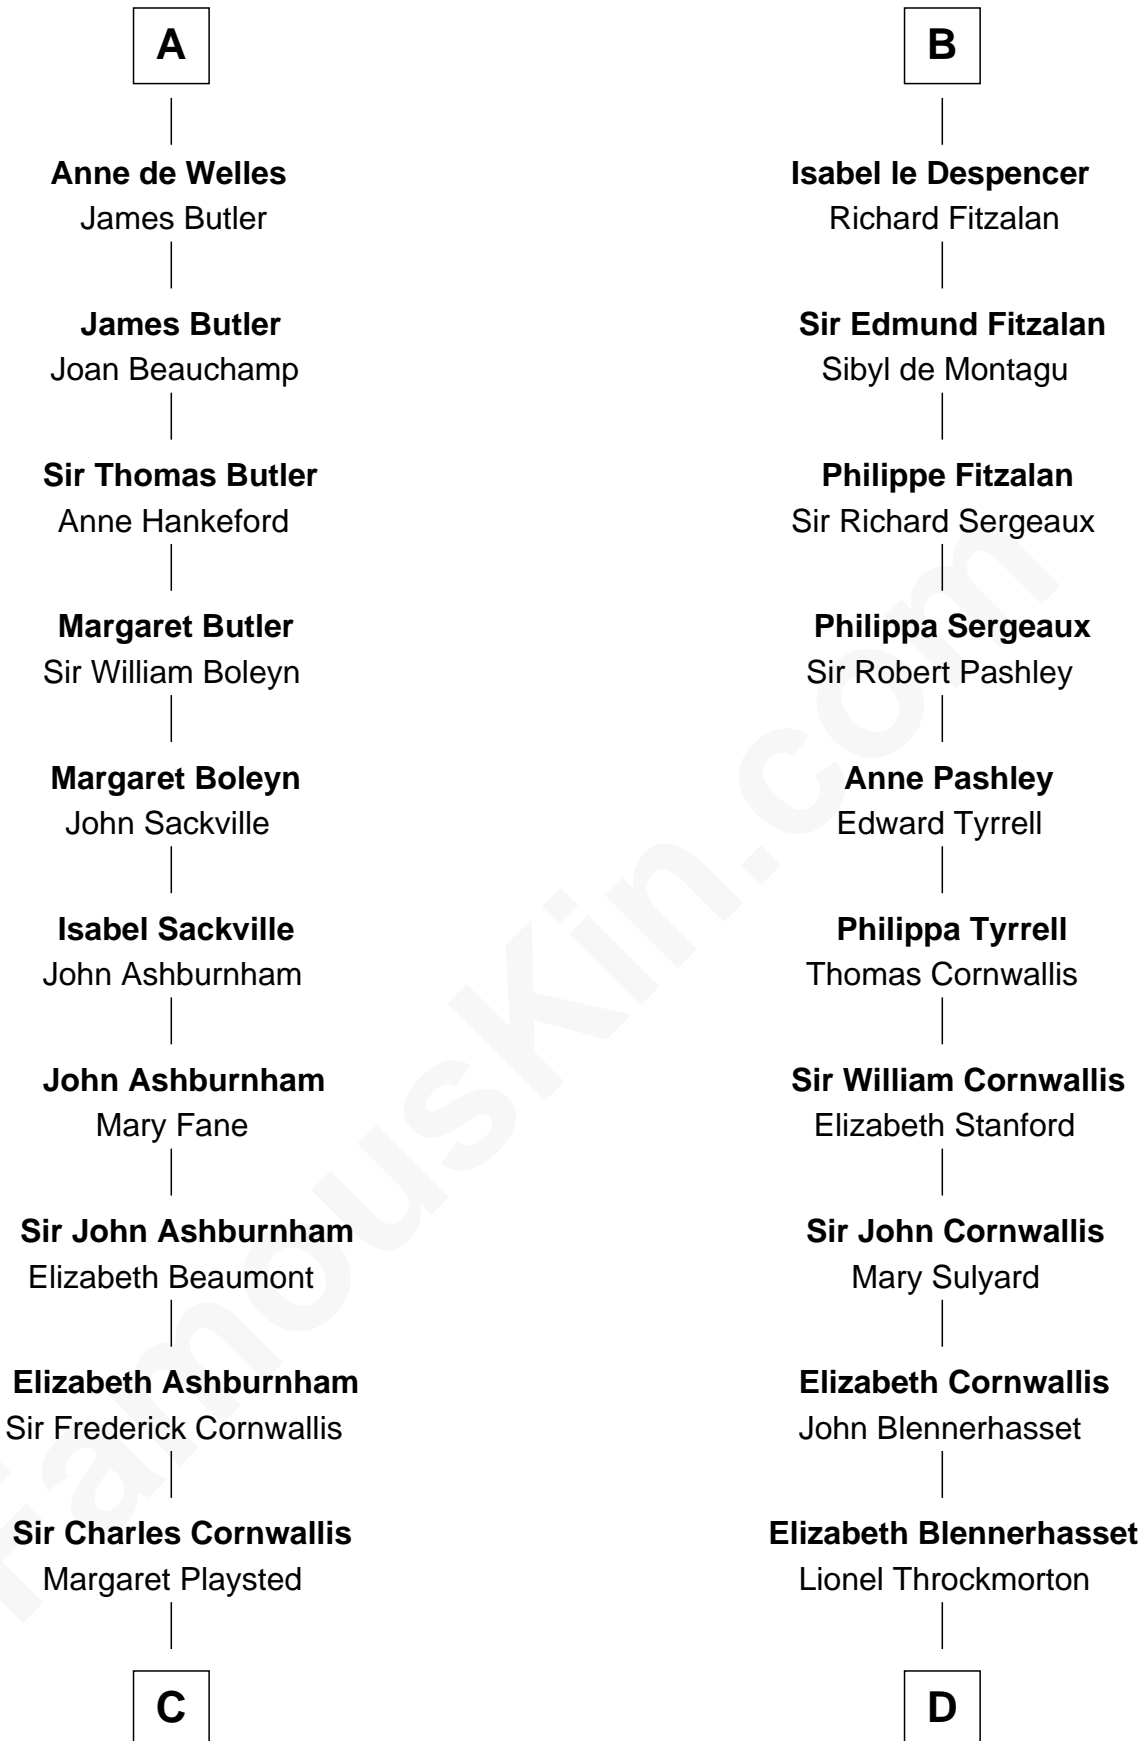 A
Anne de Welles
James Butler
James Butler
Joan Beauchamp
Sir Thomas Butler
Anne Hankeford
Margaret Butler
Sir William Boleyn
Margaret Boleyn
John Sackville
Isabel Sackville
John Ashburnham
John Ashburnham
Mary Fane
Sir John Ashburnham
Elizabeth Beaumont
Elizabeth Ashburnham
Sir Frederick Cornwallis
Sir Charles Cornwallis
Margaret Playsted
C
B
Isabel le Despencer
Richard Fitzalan
Sir Edmund Fitzalan
Sibyl de Montagu
Philippe Fitzalan
Sir Richard Sergeaux
Philippa Sergeaux
Sir Robert Pashley
Anne Pashley
Edward Tyrrell
Philippa Tyrrell
Thomas Cornwallis
Sir William Cornwallis
Elizabeth Stanford
Sir John Cornwallis
Mary Sulyard
Elizabeth Cornwallis
John Blennerhasset
Elizabeth Blennerhasset
Lionel Throckmorton
D
FamousKin.com